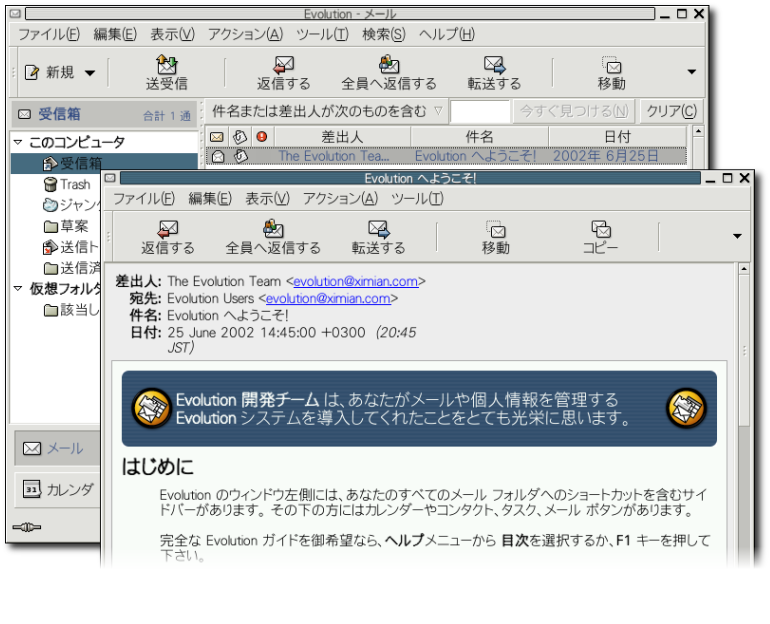 Evolution - メール
ファイル(F) 編集(E) 表示(V) アクション(A) ツール(T) 検索(S) ヘルプ(H)
新規 送受信 返信する 全員へ返信する 転送する 移動
受信箱 合計 1 通 件名または差出人が次のものを含む 今すぐ見つける(N) クリア(C)
このコンピュータ
差出人 件名 日付
受信箱
The Evolution Tea... Evolution へようこそ! 2002年 6月25日
Trash
ジャン
草案
送信ト
送信済
仮想フォル
該当し
メール
31 カレンダ
Evolution へようこそ!
ファイル(F) 編集(E) 表示(V) アクション(A) ツール(T)
返信する 全員へ返信する 転送する 移動 コピー
差出人: The Evolution Team <evolution@ximian.com>
宛先: Evolution Users <evolution@ximian.com>
件名: Evolution へようこそ!
日付: 25 June 2002 14:45:00 +0300 (20:45
JST)
Evolution 開発チーム は、あなたがメールや個人情報を管理する
Evolution システムを導入してくれたことをとても光栄に思います。
はじめに
Evolution のウィンドウ左側には、あなたのすべてのメール フォルダへのショートカットを含むサイ
ドバーがあります。その下の方にはカレンダーやコンタクト、タスク、メール ボタンがあります。
完全な Evolution ガイドを御希望なら、ヘルプメニューから 目次を選択するか、F1 キーを押して
下さい。